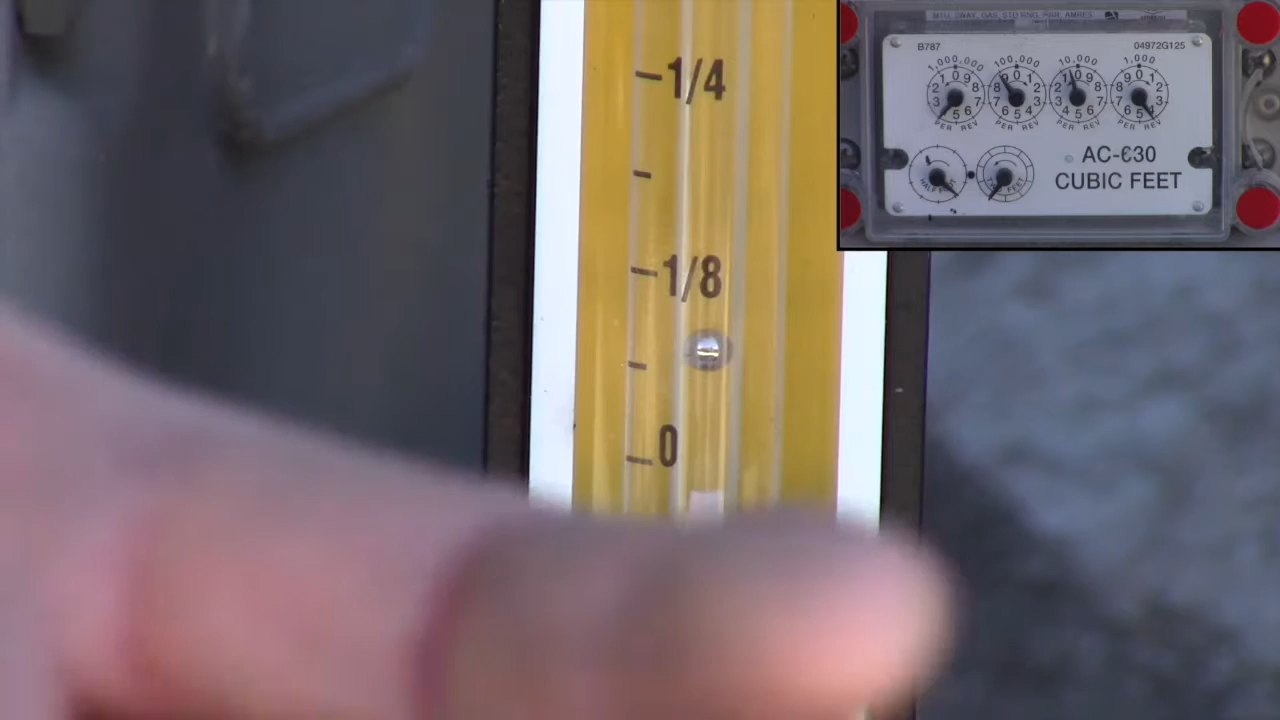 1/4
1/8
0
B787
04972G125
1,000,000
100,000
10,000
1,000
PER REV
PER REV
PER REV
PER REV
AC-630
CUBIC FEET